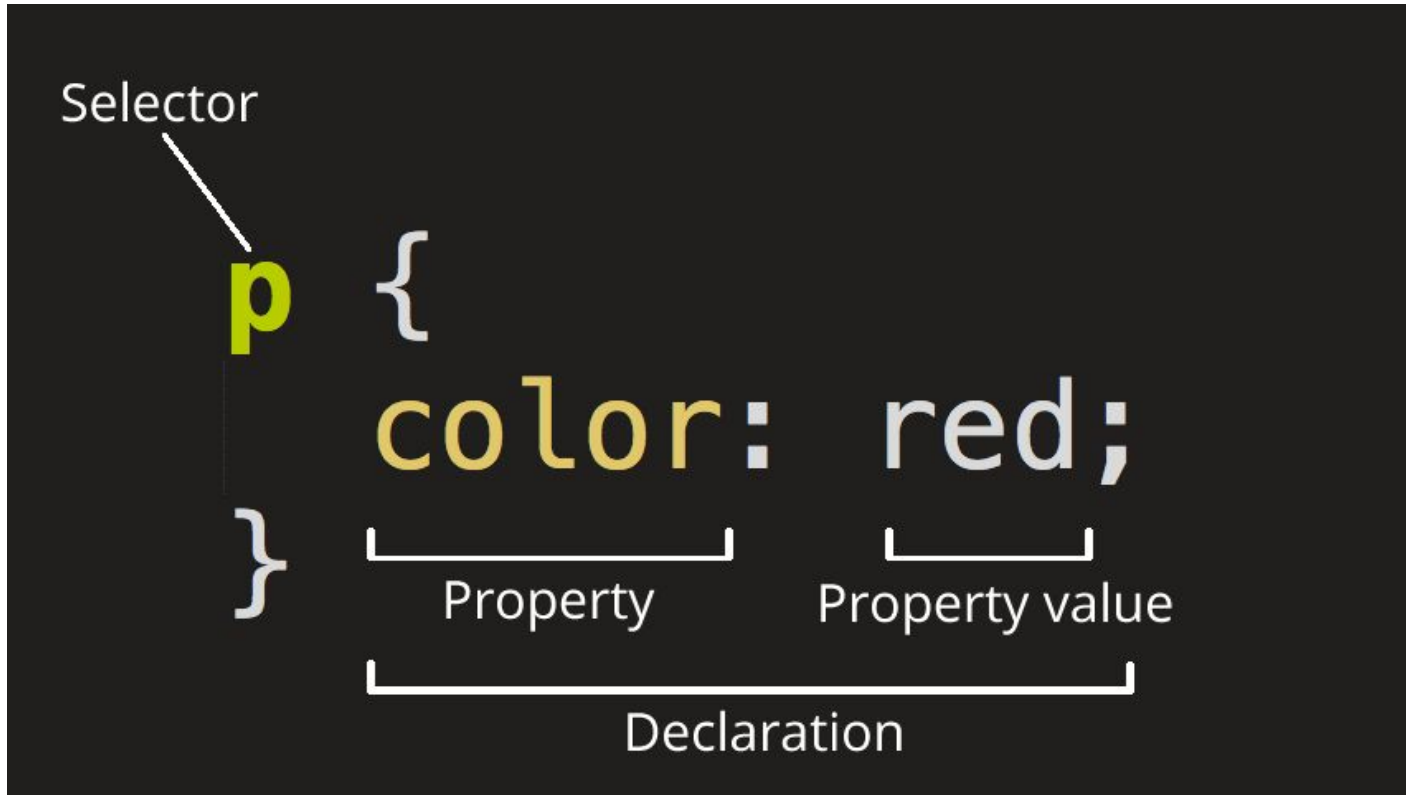 Selector
p {
color: red;
}
Property
Property value
Declaration